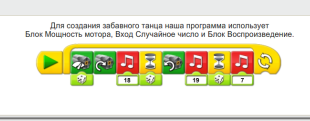 Для создания забавного танца наша программа использует
Блок Мощность мотора, Вход Случайное число и Блок Воспроизведение.
18 19 7